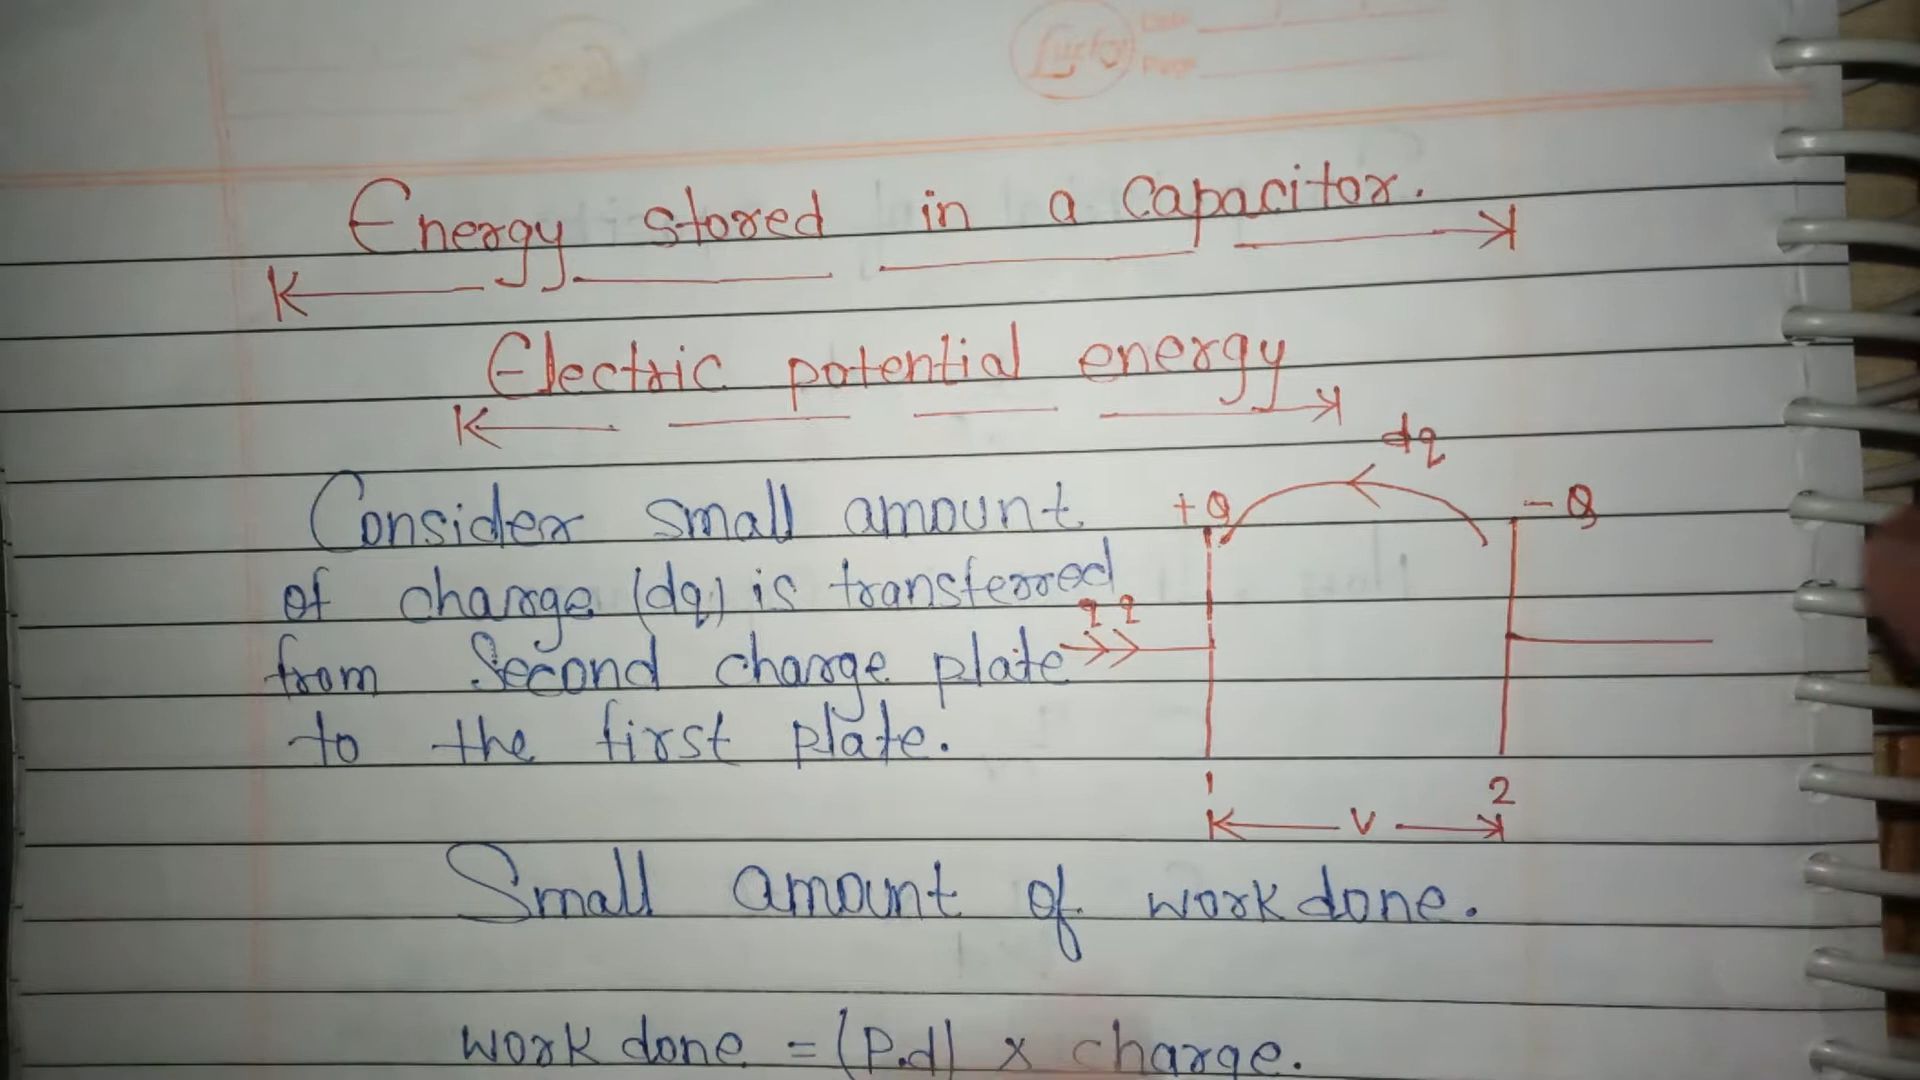 Lucky
Energy stored in a capacitor.
Electric potential energy
dq
+Q
-Q
Consider small amount
of charge (dq) is transferred
q q
from Second charge plate
to the first plate.
1
2
V
Small amount of work done.
work done = (P.d) x charge.